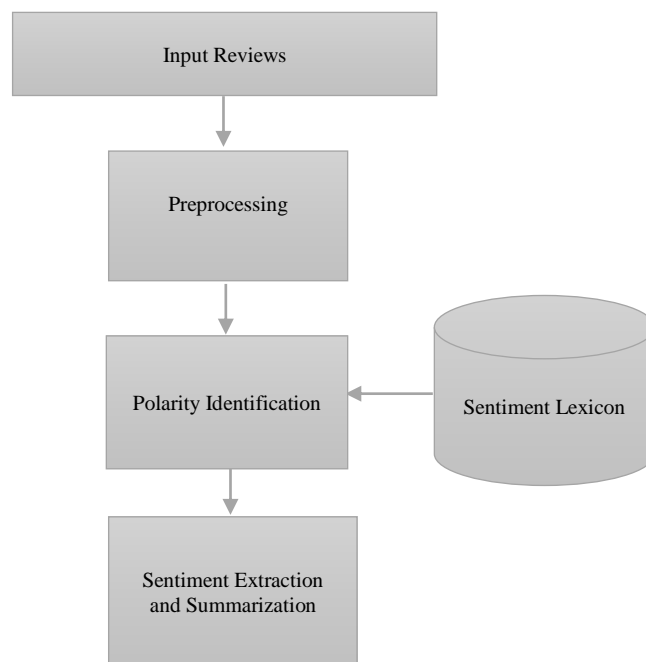 Input Reviews
Preprocessing
Polarity Identification
Sentiment Lexicon
Sentiment Extraction
and Summarization